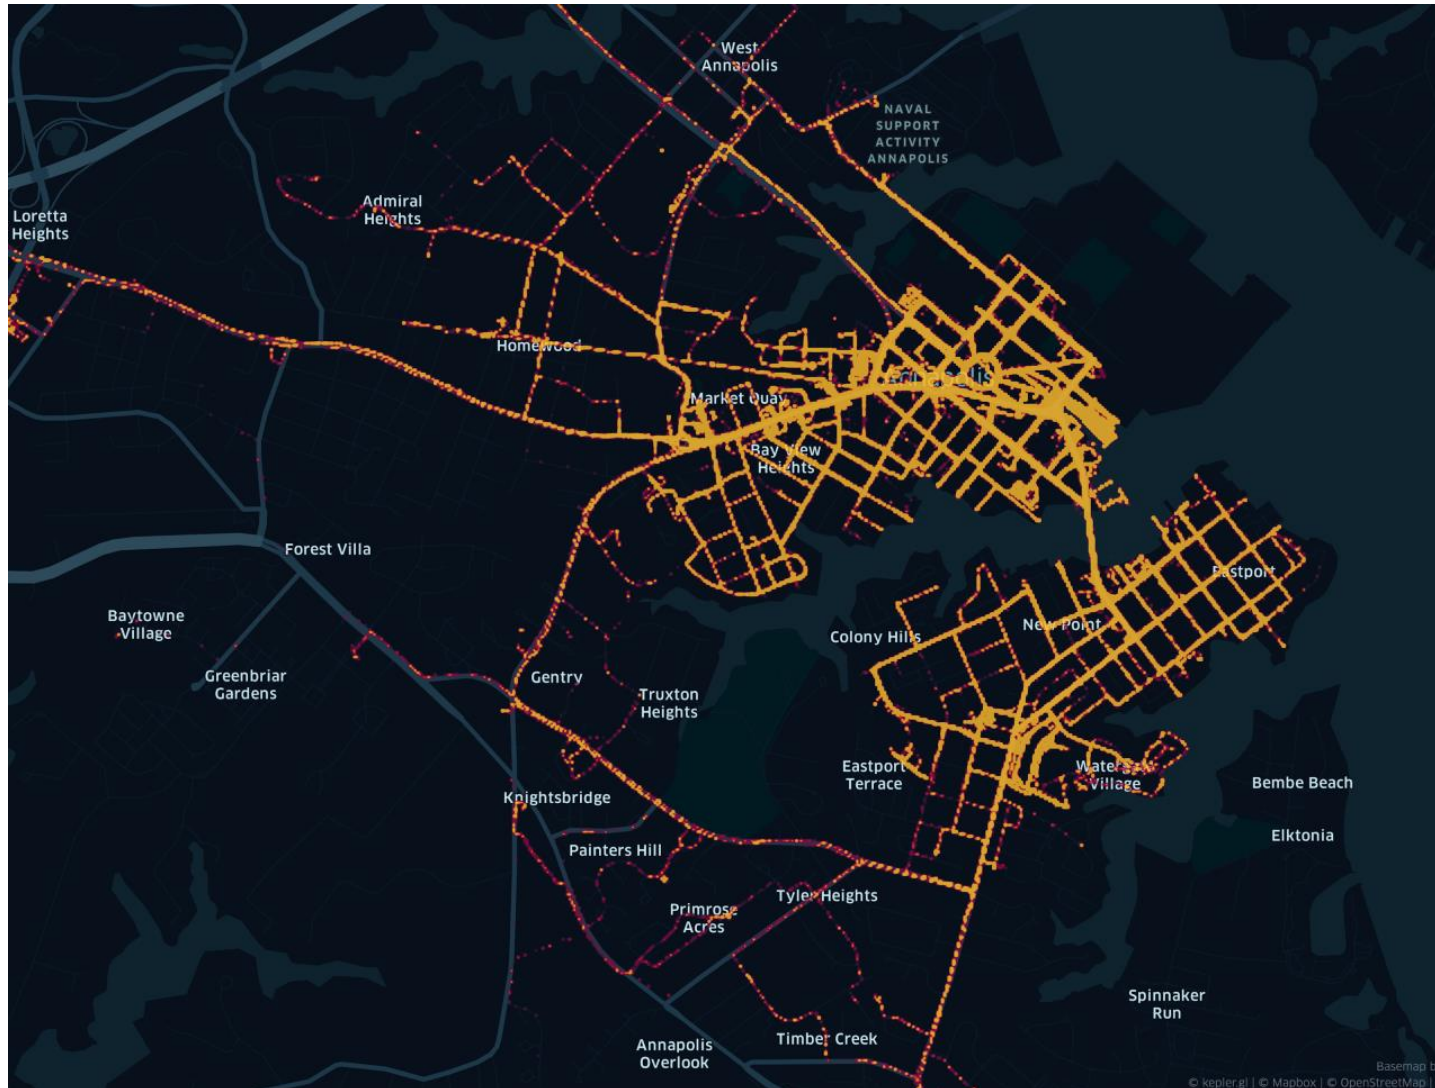 West
Annapolis
NAVAL
SUPPORT
ACTIVITY
ANNAPOLIS
Admiral
Heights
Loretta
Heights
Homewood
Annapolis
Market Quay
Bay View
Heights
Forest Villa
Eastport
Baytowne
Village
New Point
Colony Hills
Greenbriar
Gardens
Gentry
Truxton
Heights
Eastport
Terrace
Village
Bembe Beach
Knightsbridge
Elktonia
Painters Hill
Tyler Heights
Primrose
Acres
Spinnaker
Run
Timber Creek
Annapolis
Overlook
Basemap b
© kepler.gl | © Mapbox | © OpenStreetMap